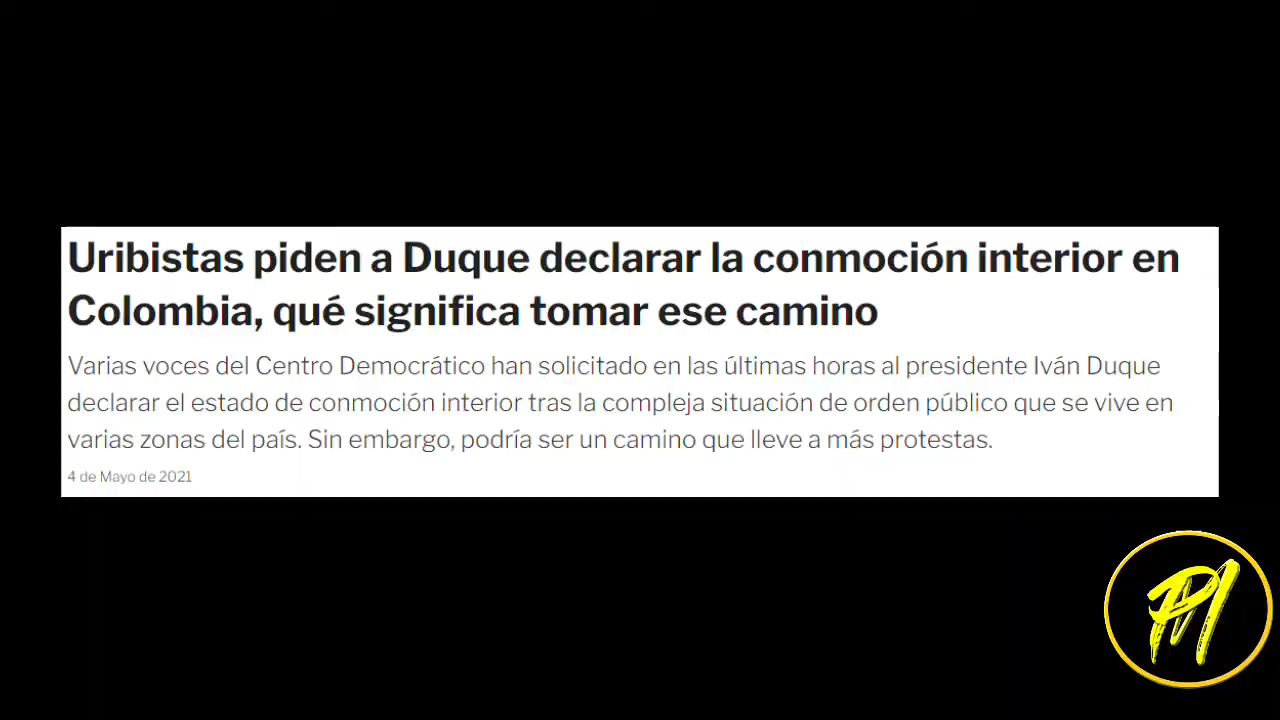 Uribistas piden a Duque declarar la conmoción interior en
Colombia, qué significa tomar ese camino
Varias voces del Centro Democrático han solicitado en las últimas horas al presidente Iván Duque
declarar el estado de conmoción interior tras la compleja situación de orden público que se vive en
varias zonas del país. Sin embargo, podría ser un camino que lleve a más protestas.
4 de Mayo de 2021